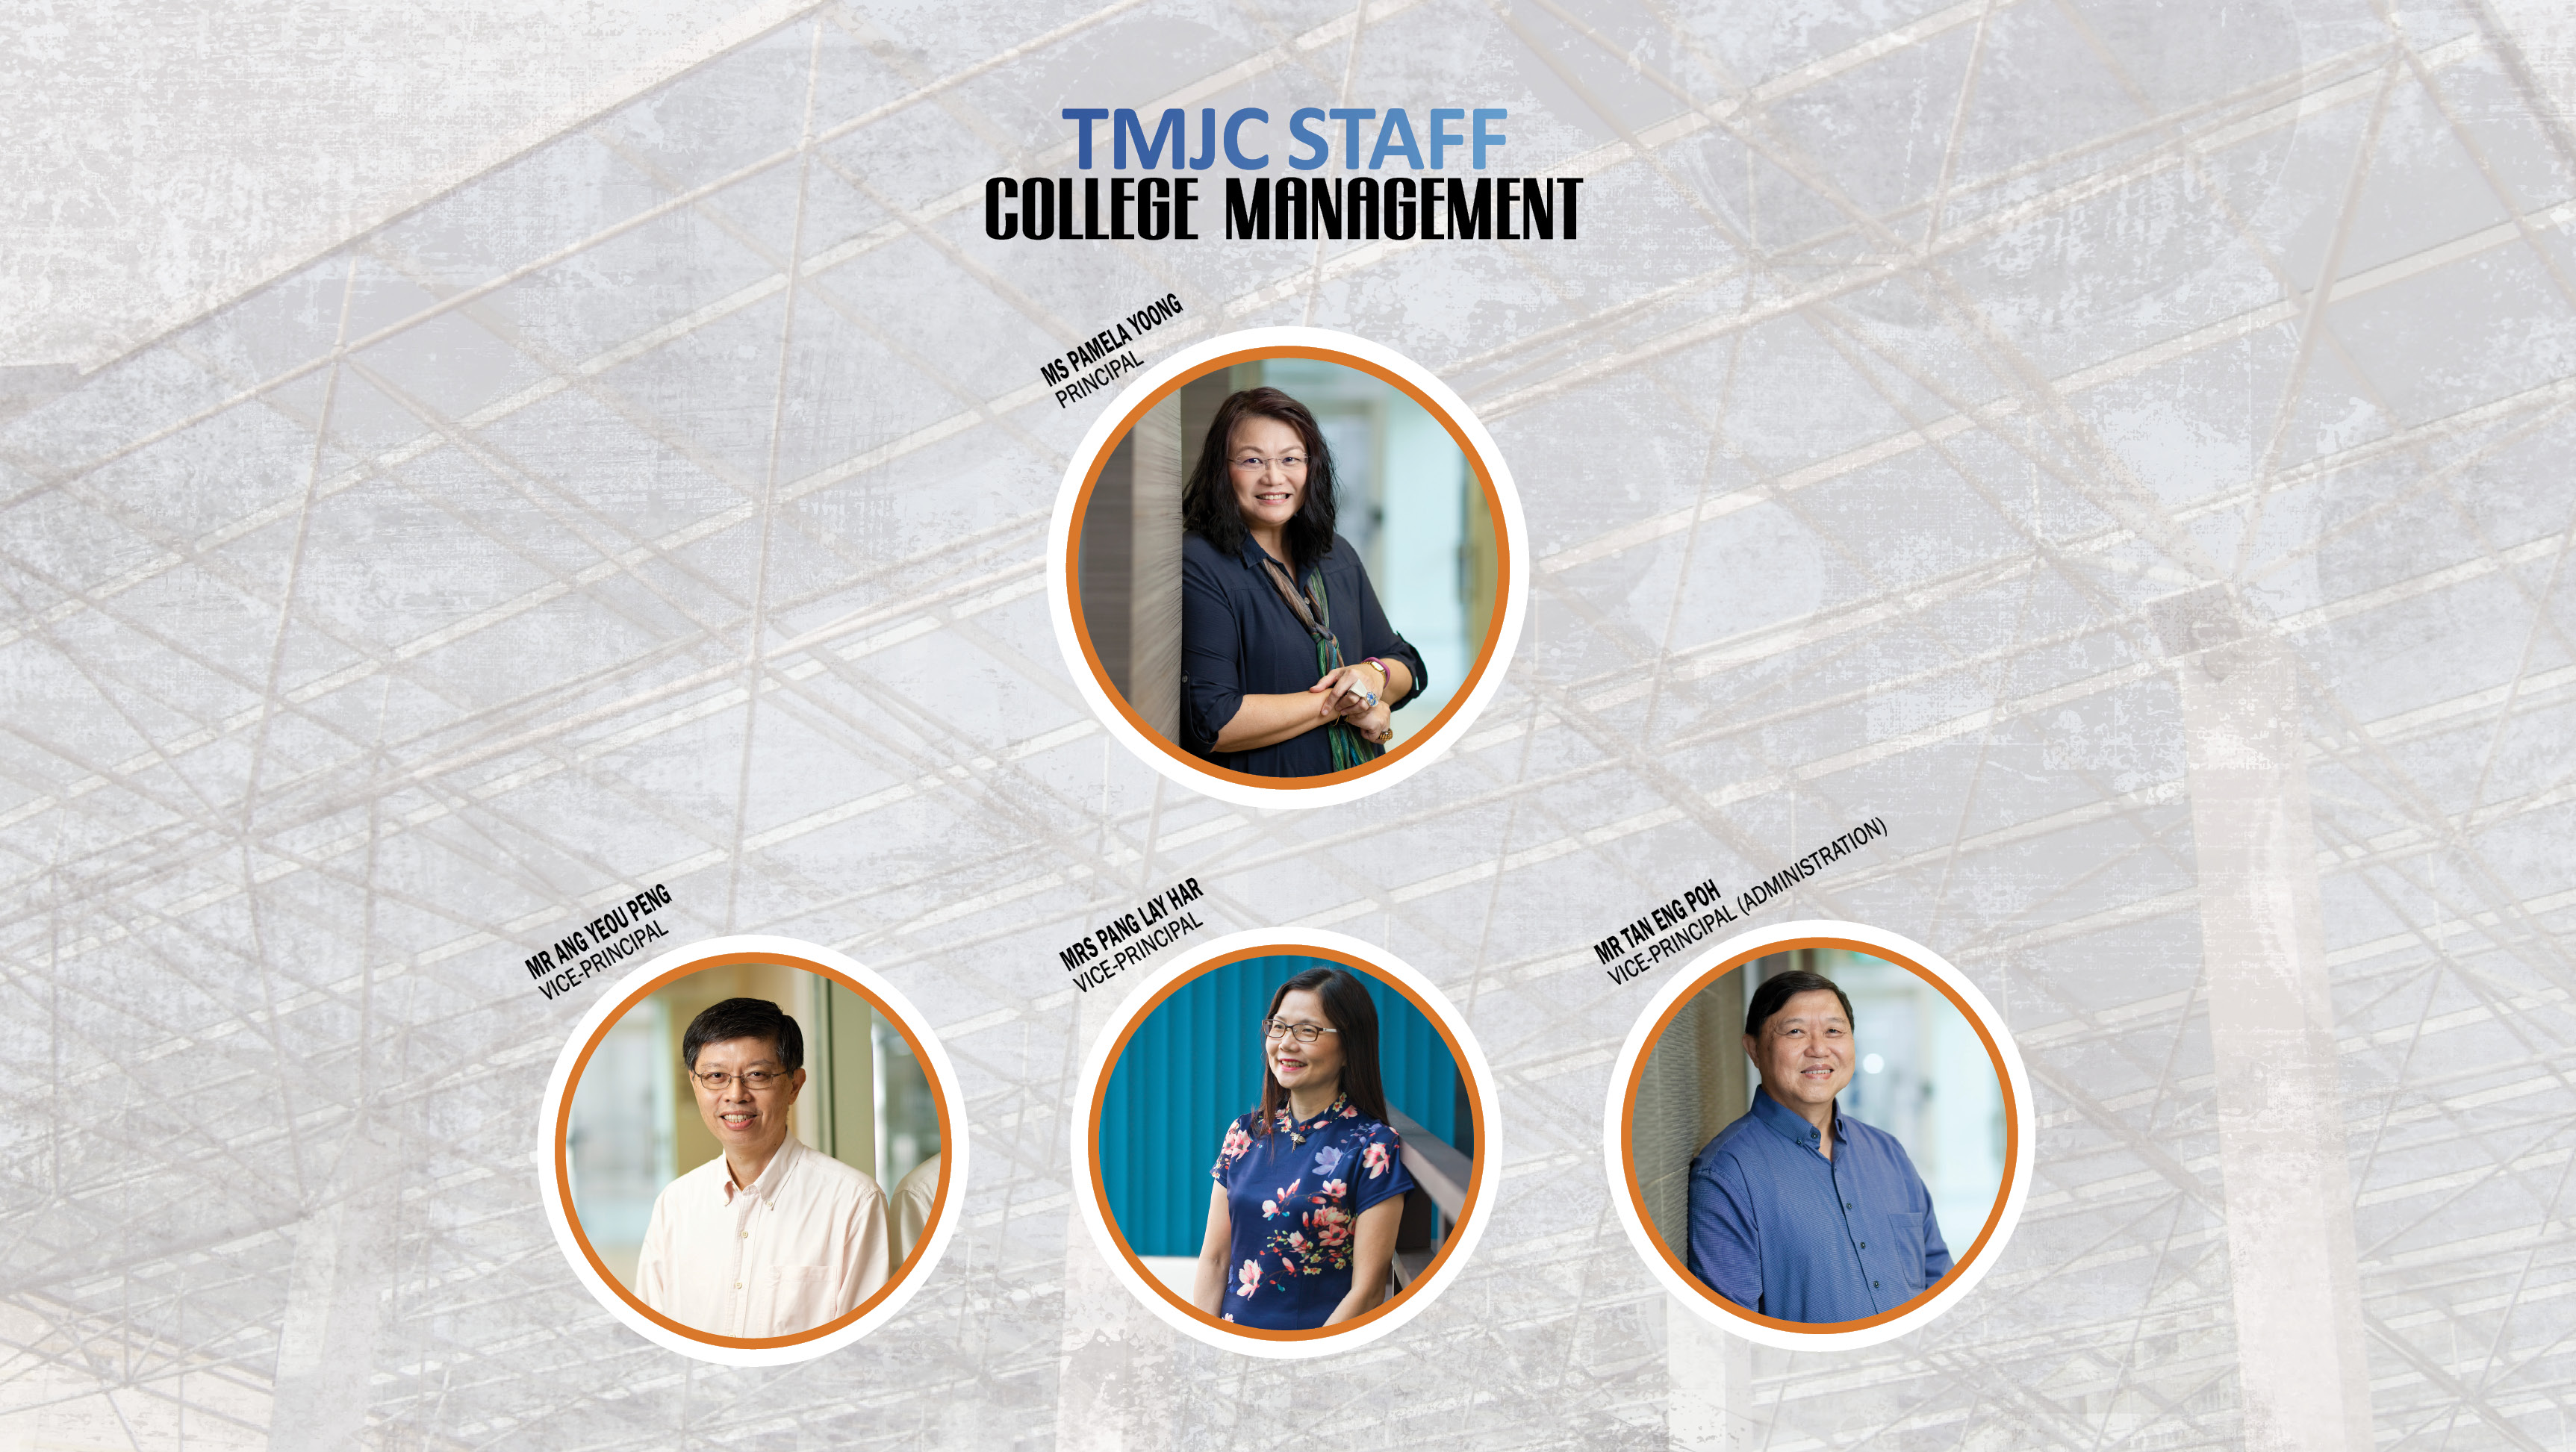 TMJC STAFF
COLLEGE MANAGEMENT
MS PAMELA YOONG
PRINCIPAL
MR ANG YEOU PENG
VICE-PRINCIPAL
MRS PANG LAY HAR
VICE-PRINCIPAL
MR TAN ENG POH
VICE-PRINCIPAL (ADMINISTRATION)